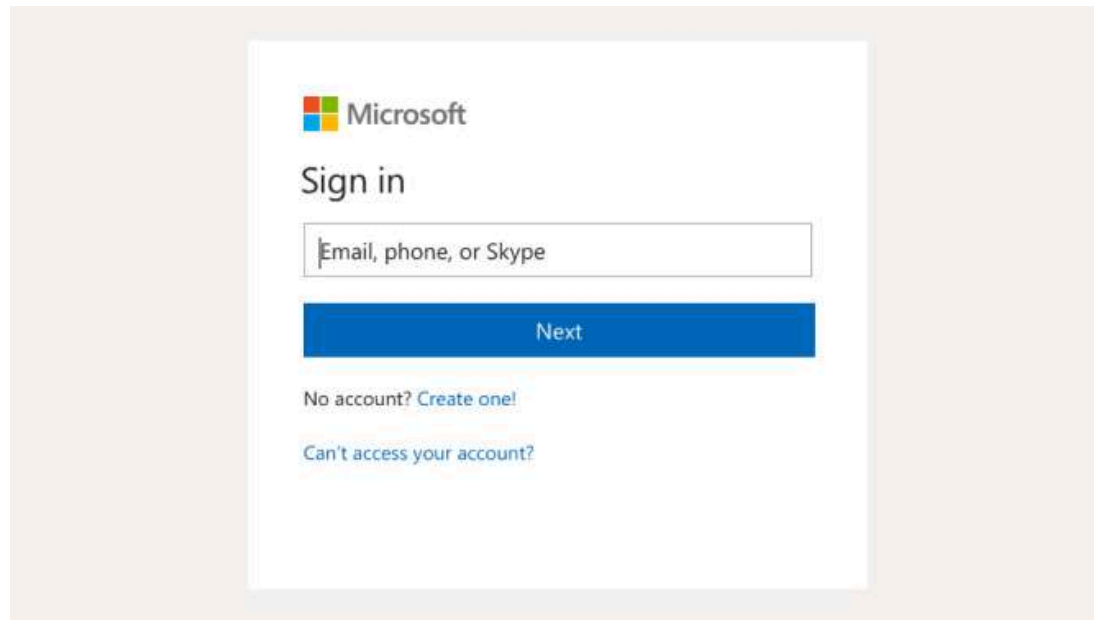 Microsoft
Sign in
Email, phone, or Skype
Next
No account? Create one!
Can't access your account?